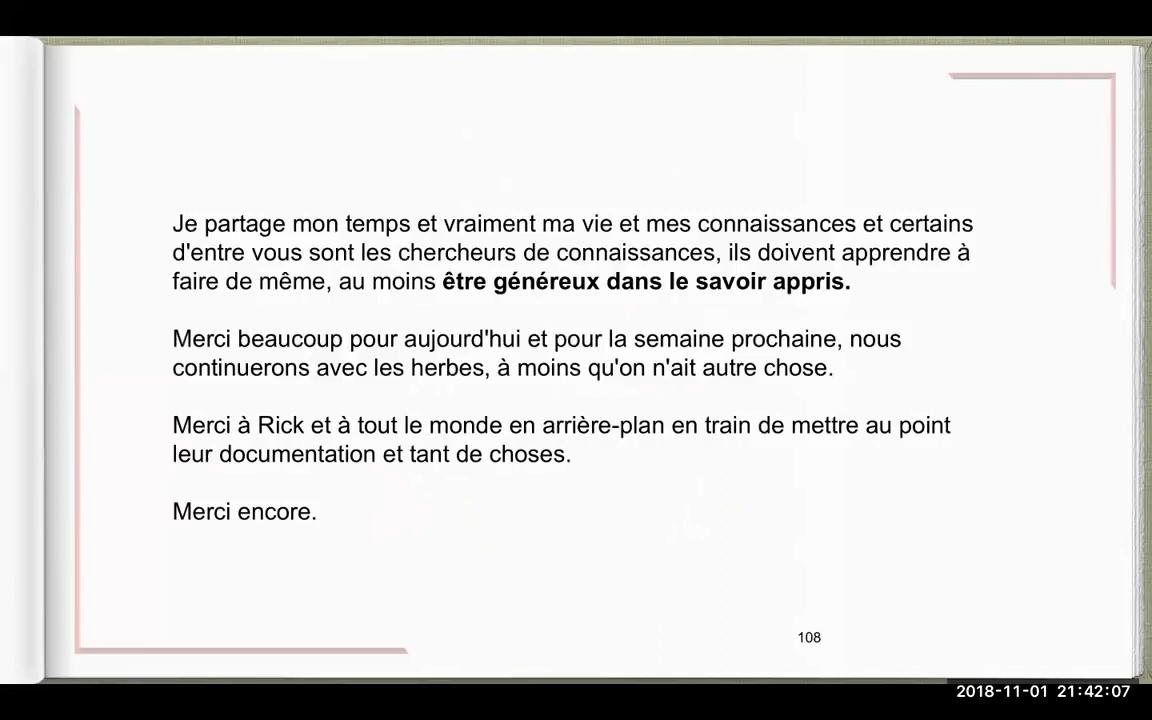 Je partage mon temps et vraiment ma vie et mes connaissances et certains
d'entre vous sont les chercheurs de connaissances, ils doivent apprendre à
faire de même, au moins être généreux dans le savoir appris.
Merci beaucoup pour aujourd'hui et pour la semaine prochaine, nous
continuerons avec les herbes, à moins qu'on n'ait autre chose.
Merci à Rick et à tout le monde en arrière-plan en train de mettre au point
leur documentation et tant de choses.
Merci encore.
108
2018-11-01 21:42:07